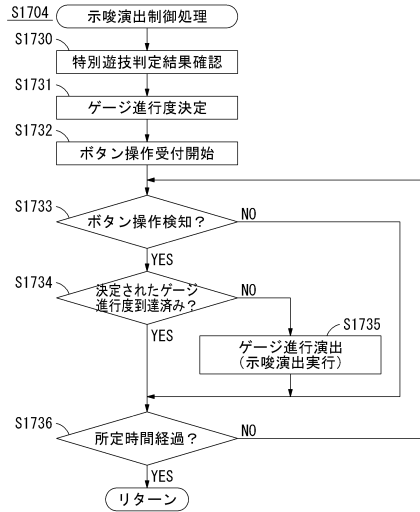 S1704
示唆演出制御処理
S1730
特別遊技判定結果確認
S1731
ゲージ進行度決定
S1732
ボタン操作受付開始
S1733
ボタン操作検知？
NO
YES
S1734
決定されたゲージ
進行度到達済み？
NO
YES
S1735
ゲージ進行演出
(示唆演出実行)
S1736
所定時間経過？
NO
YES
リターン